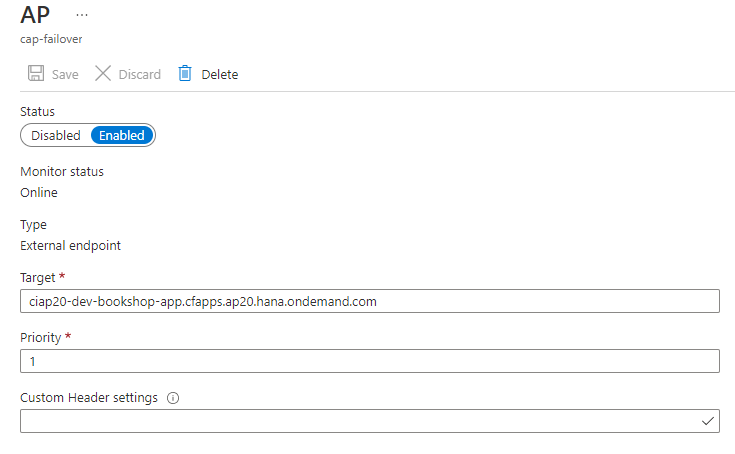 AP ...
cap-failover
Save Discard Delete
Status
Disabled Enabled
Monitor status
Online
Type
External endpoint
Target *
ciap20-dev-bookshop-app.cfapps.ap20.hana.ondemand.com
Priority *
1
Custom Header settings